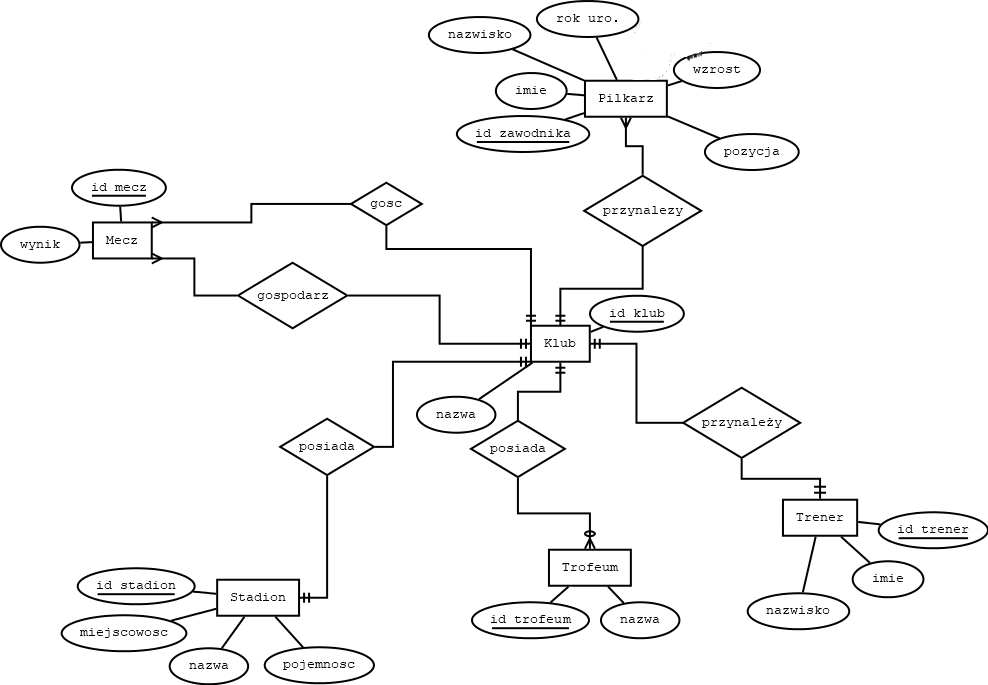 rok uro.
nazwisko
wzrost
imie
Pilkarz
id zawodnika
pozycja
id mecz
gosc
przynalezy
Mecz
wynik
gospodarz
id klub
Klub
nazwa
przynależy
posiada
posiada
Trener
id trener
Trofeum
imie
id stadion
Stadion
nazwisko
id trofeum
nazwa
miejscowosc
nazwa
pojemnosc